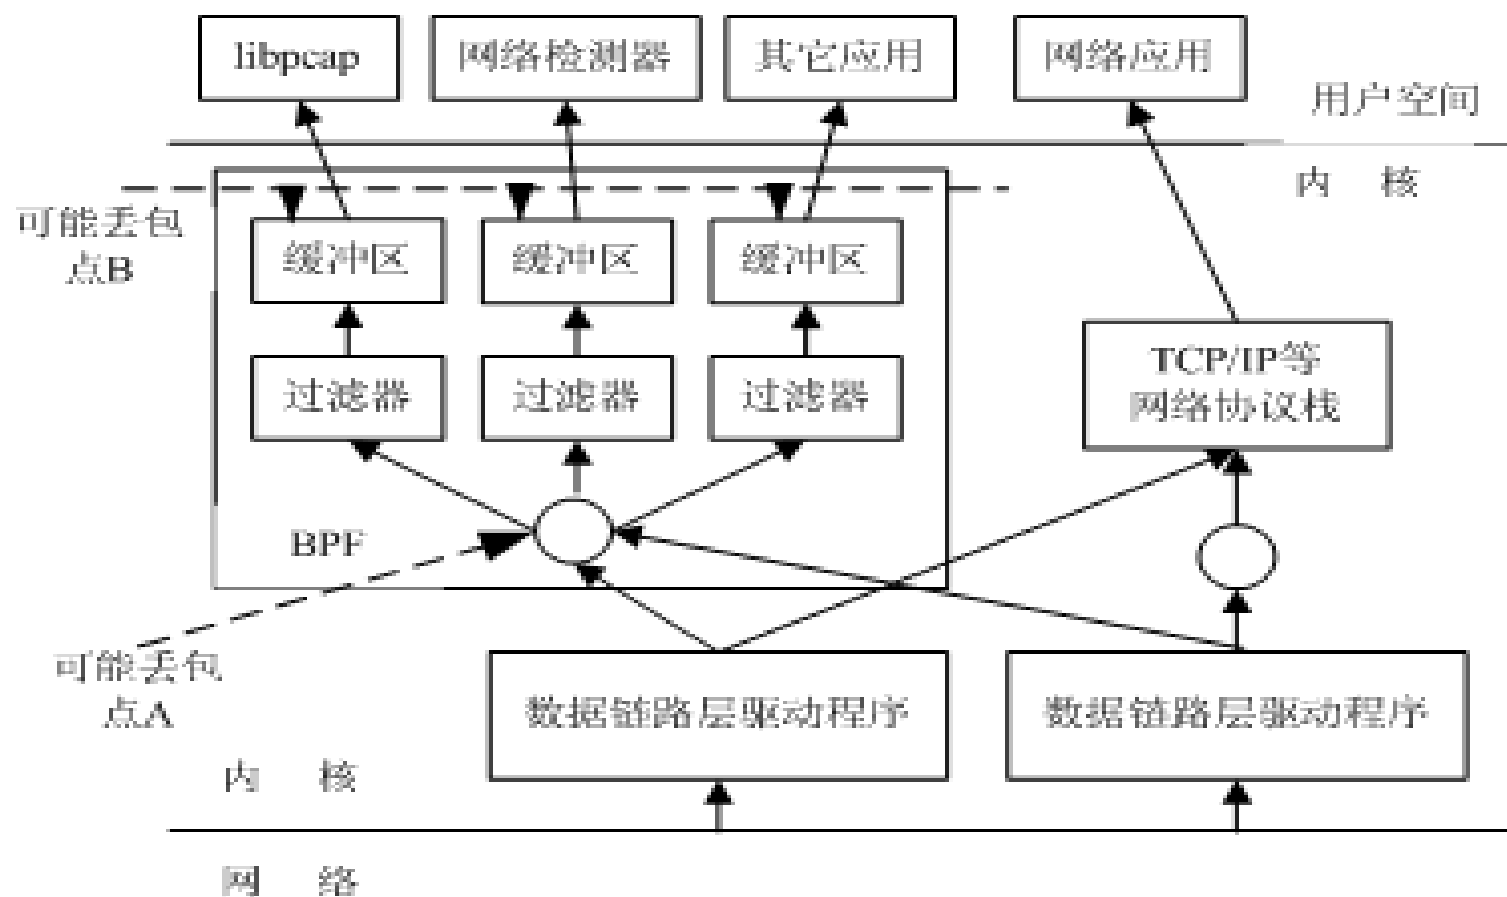 libpcap
网络检测器
其它应用
网络应用
用户空间
内 核
可能丢包
点B
缓冲区
缓冲区
缓冲区
过滤器
过滤器
过滤器
TCP/IP等
网络协议栈
BPF
可能丢包
点A
数据链路层驱动程序
数据链路层驱动程序
内 核
网 络